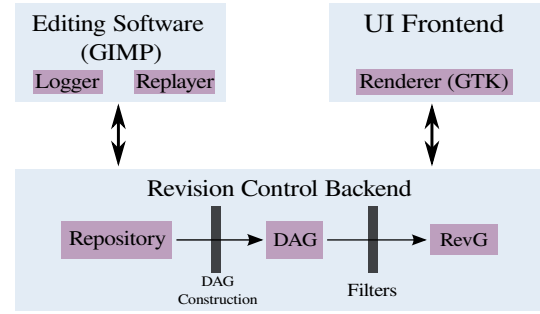 Editing Software
(GIMP)
Logger Replayer
UI Frontend
Renderer (GTK)
Revision Control Backend
Repository DAG RevG
DAG
Construction
Filters